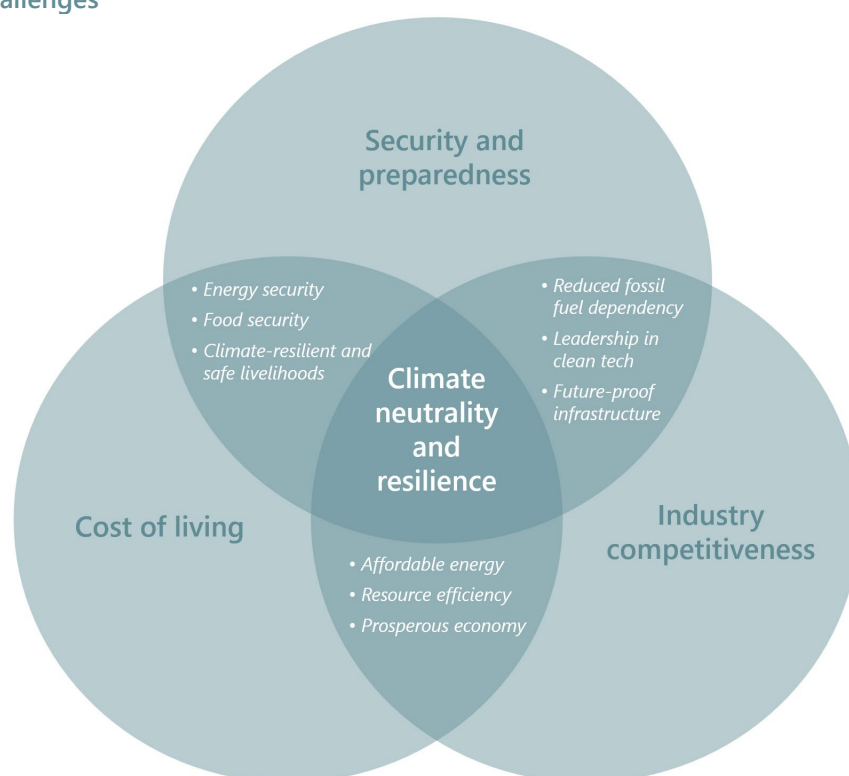 Security and
preparedness
• Energy security
• Food security
• Climate-resilient and
safe livelihoods
• Reduced fossil
fuel dependency
• Leadership in
clean tech
• Future-proof
infrastructure
Climate
neutrality
and
resilience
Cost of living
Industry
competitiveness
• Affordable energy
• Resource efficiency
• Prosperous economy